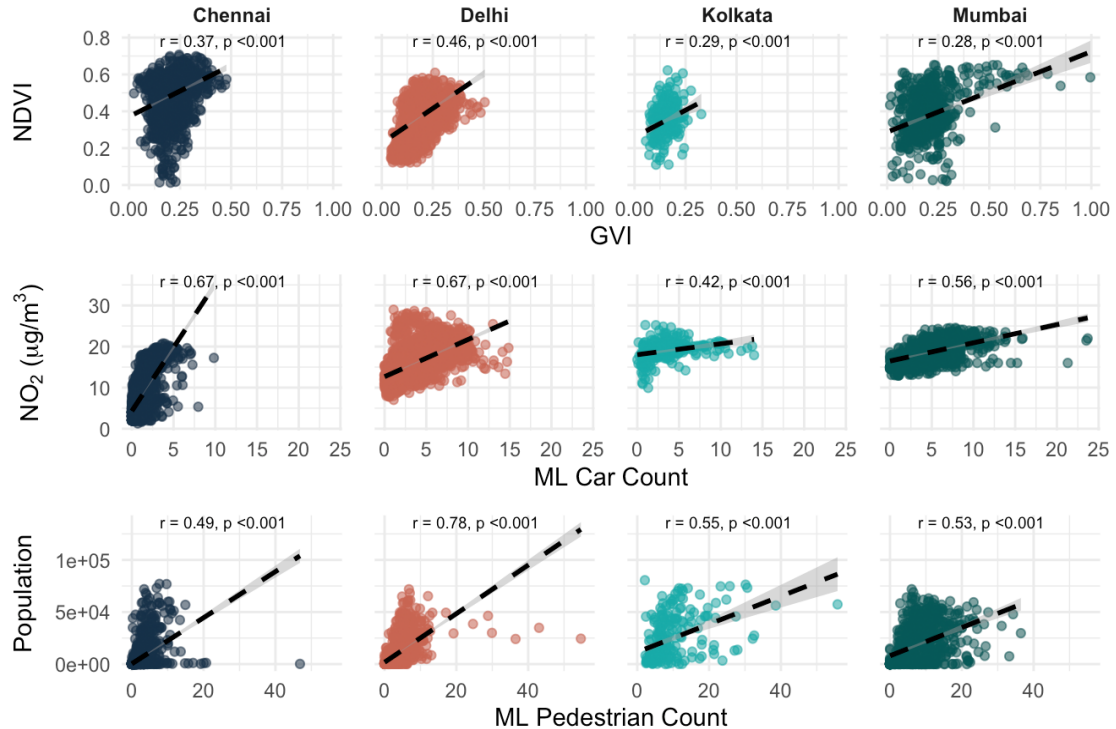 Chennai Delhi Kolkata Mumbai
r = 0.37, p <0.001 r = 0.46, p <0.001 r = 0.29, p <0.001 r = 0.28, p <0.001
NDVI
0.8
0.6
0.4
0.2
0.0
0.00 0.25 0.50 0.75 1.00 0.00 0.25 0.50 0.75 1.00 0.00 0.25 0.50 0.75 1.00 0.00 0.25 0.50 0.75 1.00
GVI
r = 0.67, p <0.001 r = 0.67, p <0.001 r = 0.42, p <0.001 r = 0.56, p <0.001
NO₂ (μg/m³)
30
20
10
0
0 5 10 15 20 25 0 5 10 15 20 25 0 5 10 15 20 25 0 5 10 15 20 25
ML Car Count
r = 0.49, p <0.001 r = 0.78, p <0.001 r = 0.55, p <0.001 r = 0.53, p <0.001
Population
1e+05
5e+04
0e+00
0 20 40 0 20 40 0 20 40 0 20 40
ML Pedestrian Count